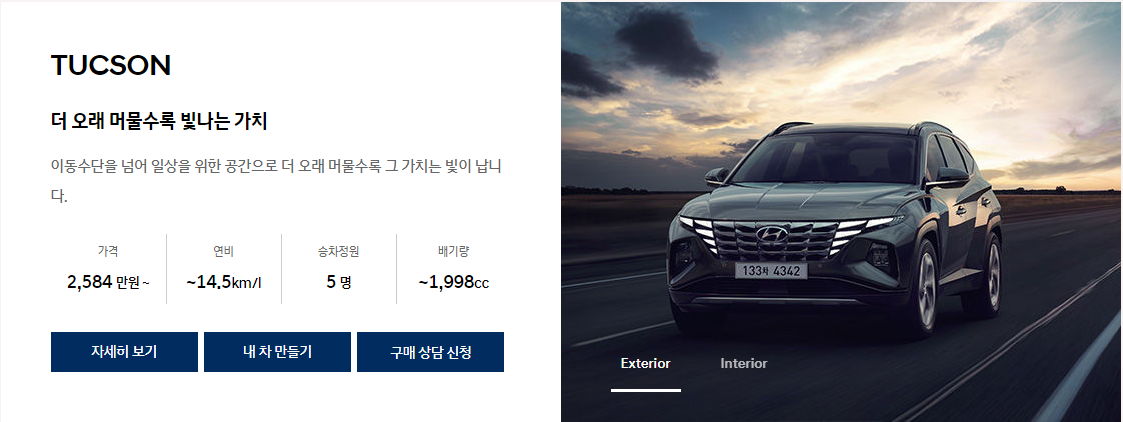 TUCSON
더 오래 머물수록 빛나는 가치
이동수단을 넘어 일상을 위한 공간으로 더 오래 머물수록 그 가치는 빛이 납니
다.
가격 연비 승차정원 배기량
2,584 만원~ ~14.5km/l 5 명 ~1,998cc
자세히 보기 내 차 만들기 구매 상담 신청
133차 4342
Exterior Interior